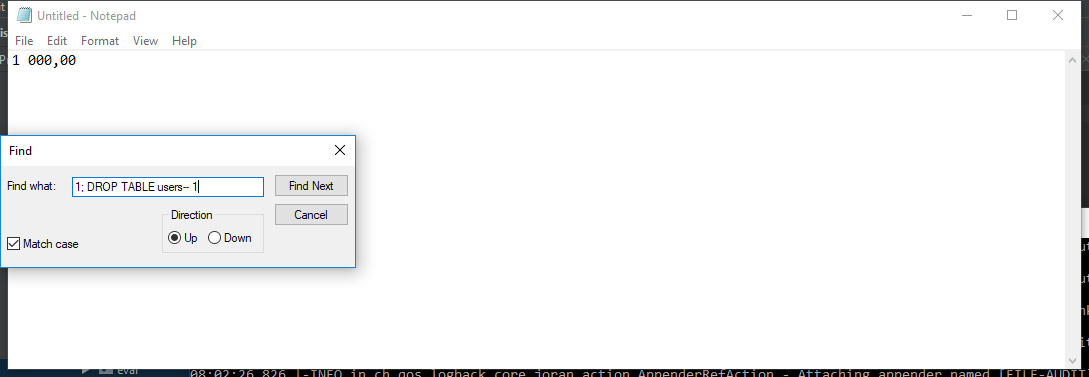 Untitled - Notepad
File Edit Format View Help
1 000,00
Find
Find what: 1; DROP TABLE users-- 1 Find Next
Cancel
Direction
Match case Up Down
eval
08:02:26,826 |-INFO in ch.qos.logback.core.joran.action.AppenderRefAction - Attaching appender named [FILE-AUDIT